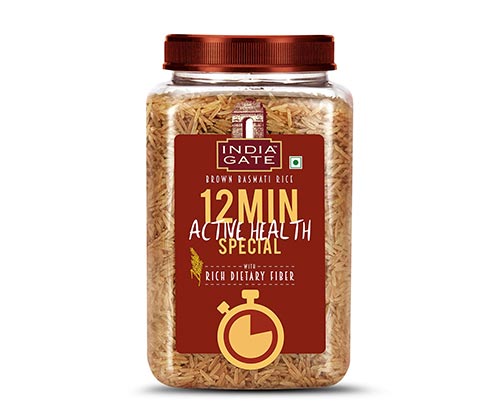 INDIA
GATE
BROWN BASMATI RICE
12MIN
ACTIVE HEALTH
SPECIAL
WITH
RICH DIETARY FIBER